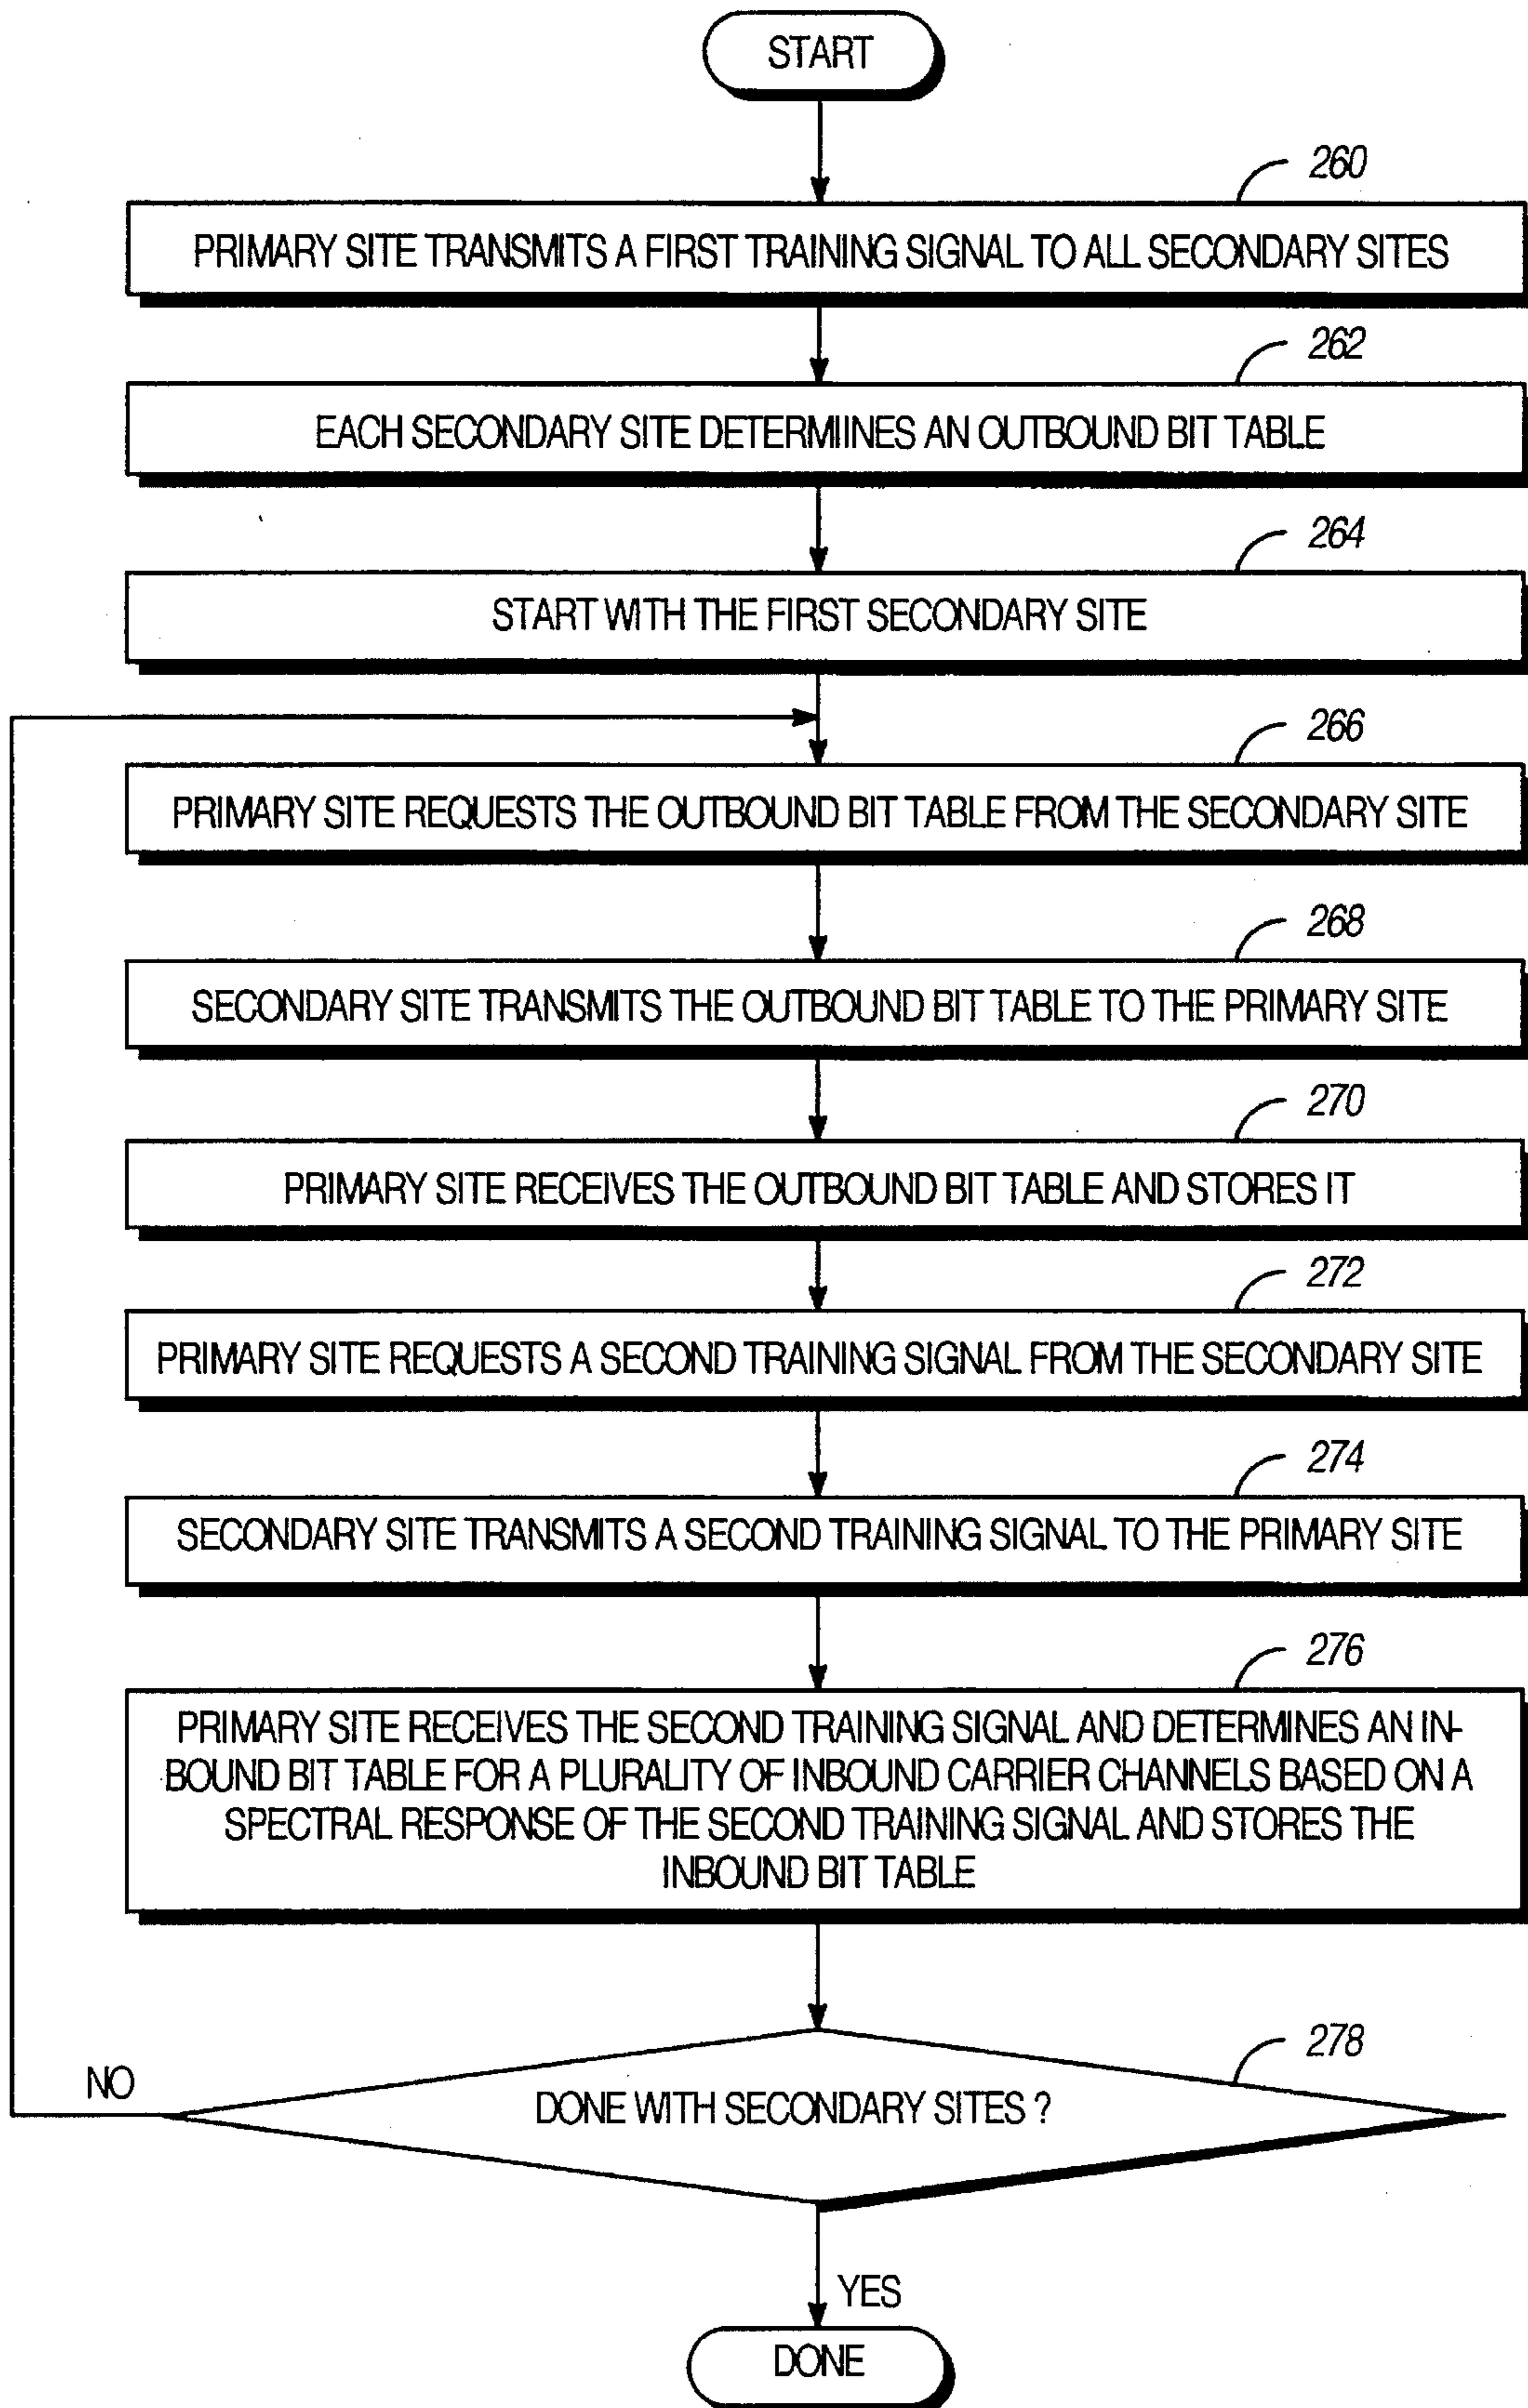 START
260
PRIMARY SITE TRANSMITS A FIRST TRAINING SIGNAL TO ALL SECONDARY SITES
262
EACH SECONDARY SITE DETERMIINES AN OUTBOUND BIT TABLE
264
START WITH THE FIRST SECONDARY SITE
266
PRIMARY SITE REQUESTS THE OUTBOUND BIT TABLE FROM THE SECONDARY SITE
268
SECONDARY SITE TRANSMITS THE OUTBOUND BIT TABLE TO THE PRIMARY SITE
270
PRIMARY SITE RECEIVES THE OUTBOUND BIT TABLE AND STORES IT
272
PRIMARY SITE REQUESTS A SECOND TRAINING SIGNAL FROM THE SECONDARY SITE
274
SECONDARY SITE TRANSMITS A SECOND TRAINING SIGNAL TO THE PRIMARY SITE
276
PRIMARY SITE RECEIVES THE SECOND TRAINING SIGNAL AND DETERMINES AN IN-
BOUND BIT TABLE FOR A PLURALITY OF INBOUND CARRIER CHANNELS BASED ON A
SPECTRAL RESPONSE OF THE SECOND TRAINING SIGNAL AND STORES THE
INBOUND BIT TABLE
278
NO
DONE WITH SECONDARY SITES ?
YES
DONE